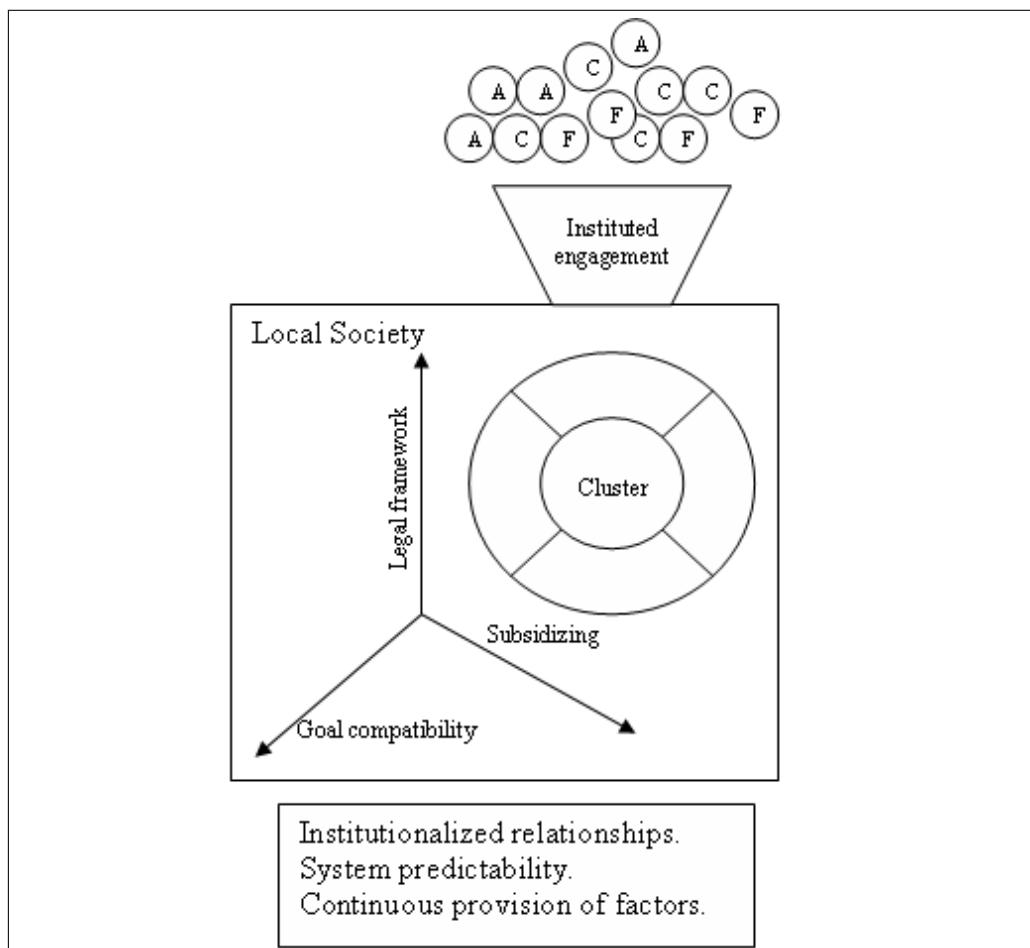 A
C
A A C C
F F
A C F C F
Instituted
engagement
Local Society
Legal framework
Cluster
Subsidizing
Goal compatibility
Institutionalized relationships.
System predictability.
Continuous provision of factors.